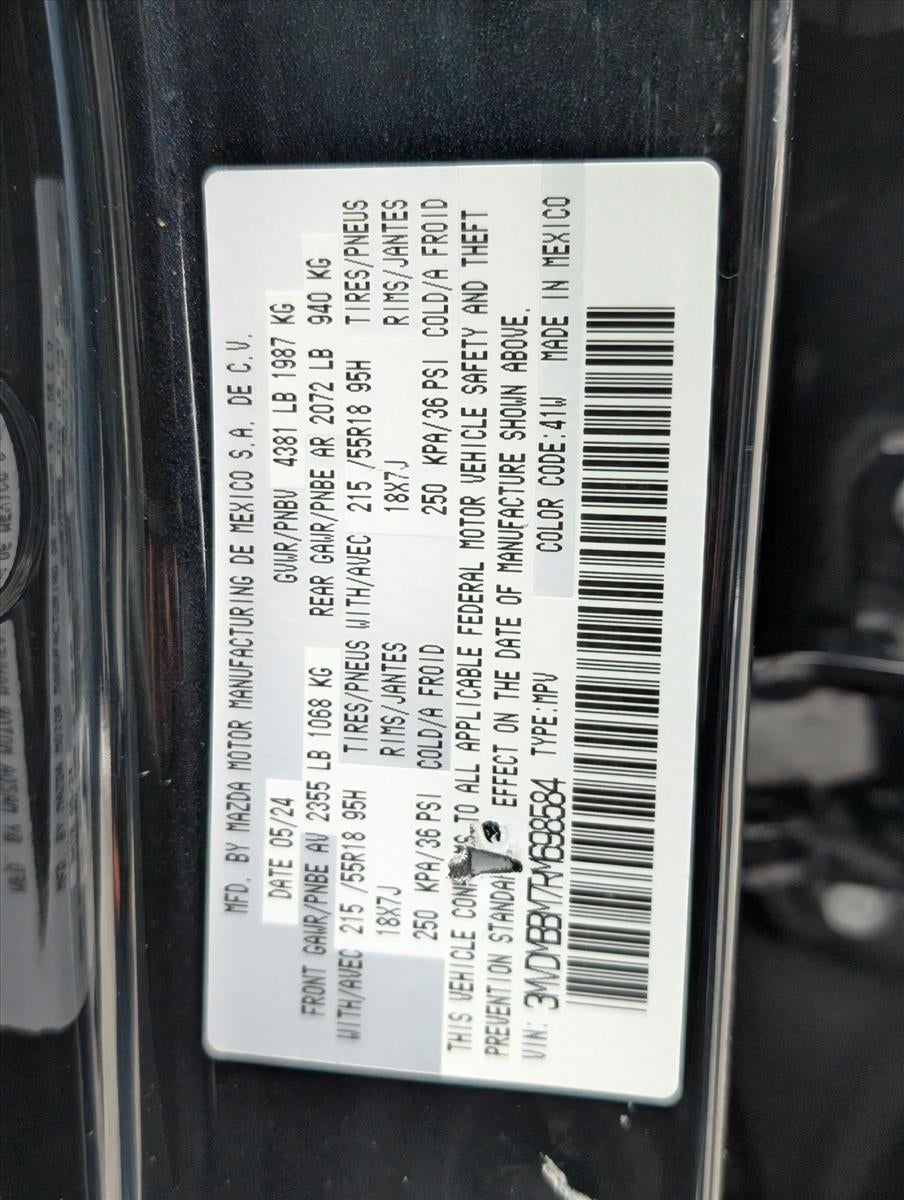 MFD. BY MAZDA MOTOR MANUFACTURING DE MEXICO S.A. DE C.V.
DATE 05/24 GVWR/PNBV 4381 LB 1987 KG
FRONT GAWR/PNBE AV 2355 LB 1068 KG REAR GAWR/PNBE AR 2072 LB 940 KG
WITH/AVEC 215 /55R18 95H TIRES/PNEUS WITH/AVEC 215 /55R18 95H TIRES/PNEUS
18X7J RIMS/JANTES 18X7J RIMS/JANTES
250 KPA/36 PSI COLD/A FROID 250 KPA/36 PSI COLD/A FROID
THIS VEHICLE TO ALL APPLICABLE FEDERAL MOTOR VEHICLE SAFETY AND THEFT
PREVENTION EFFECT ON THE DATE OF MANUFACTURE SHOWN ABOVE.
VIN: 3MVDMBBM7RM698584 TYPE:MPV COLOR CODE:41W MADE IN MEXICO